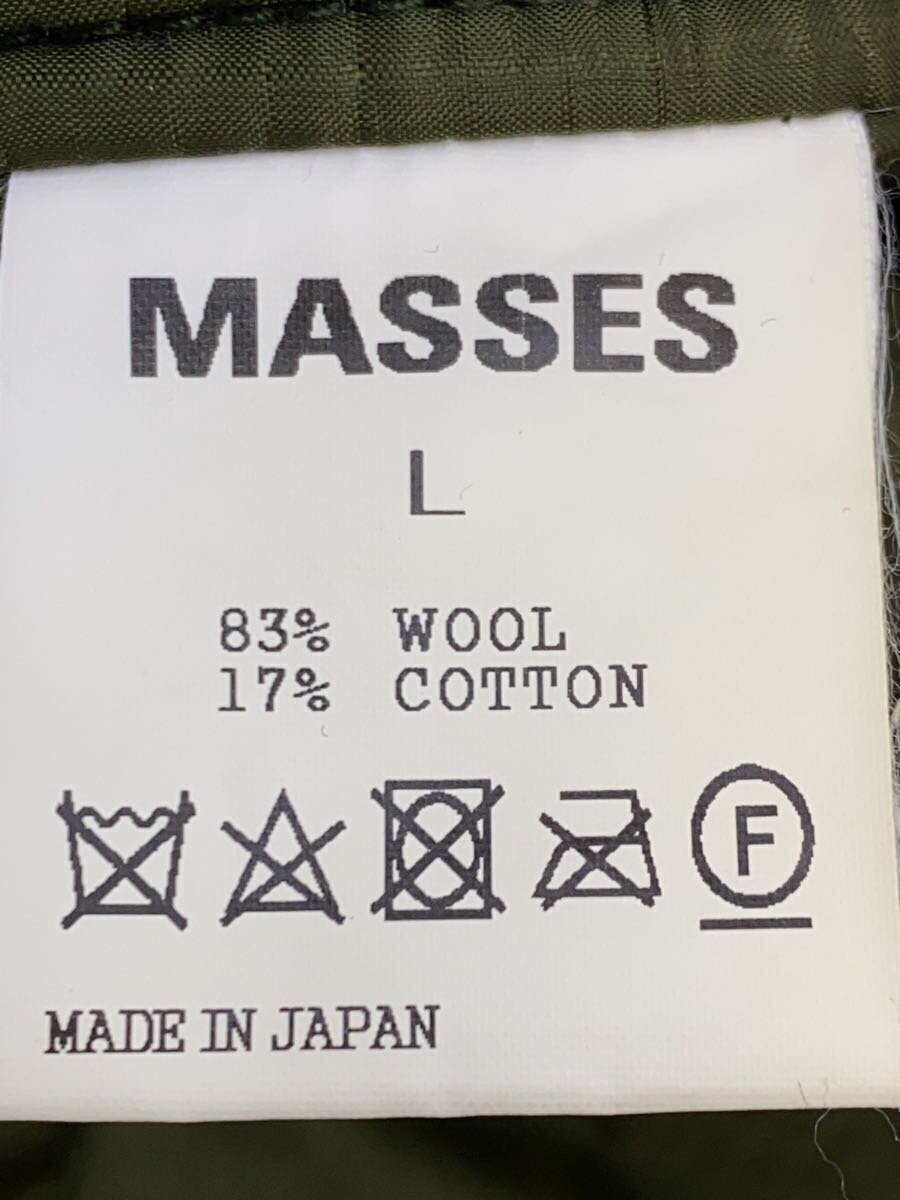 MASSES
L
83% WOOL
17% COTTON
F
MADE IN JAPAN